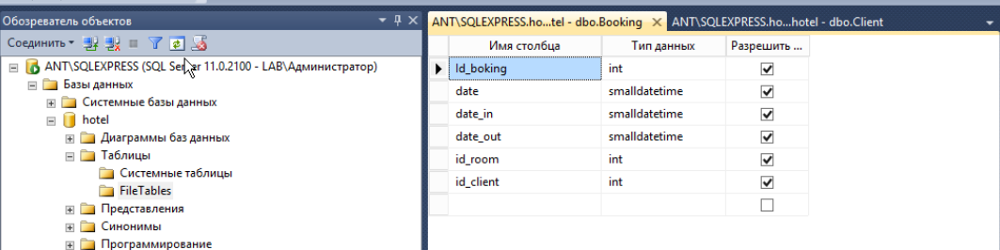 Обозреватель объектов
Соединить
ANT\SQLEXPRESS (SQL Server 11.0.2100 - LAB\Администратор)
Базы данных
Системные базы данных
hotel
Диаграммы баз данных
Таблицы
Системные таблицы
FileTables
Представления
Синонимы
Программирование
ANT\SQLEXPRESS.ho...tel - dbo.Booking
ANT\SQLEXPRESS.ho...hotel - dbo.Client
Имя столбца Тип данных Разрешить ...
Id_boking int
date smalldatetime
date_in smalldatetime
date_out smalldatetime
id_room int
id_client int